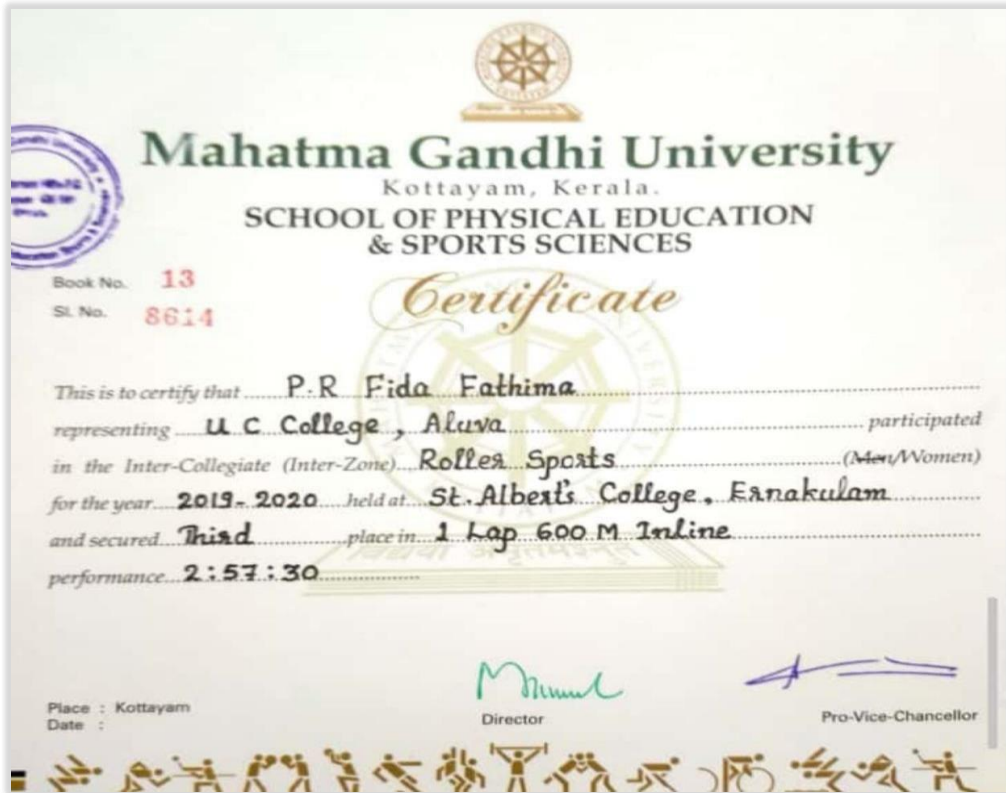 Mahatma Gandhi University
Kottayam, Kerala.
SCHOOL OF PHYSICAL EDUCATION
& SPORTS SCIENCES
Book No. 13
Certificate
Sl. No. 8614
This is to certify that P.R Fida Fathima
representing U C College, Aluva participated
in the Inter-Collegiate (Inter-Zone) Roller Sports (Men/Women)
for the year 2019-2020 held at St. Albert's College, Ernakulam
and secured Third place in 1 Lap 600 M Inline
विद्यया अमृतमश्नुते
performance 2:57:30
Place : Kottayam
Date :
Director
Pro-Vice-Chancellor